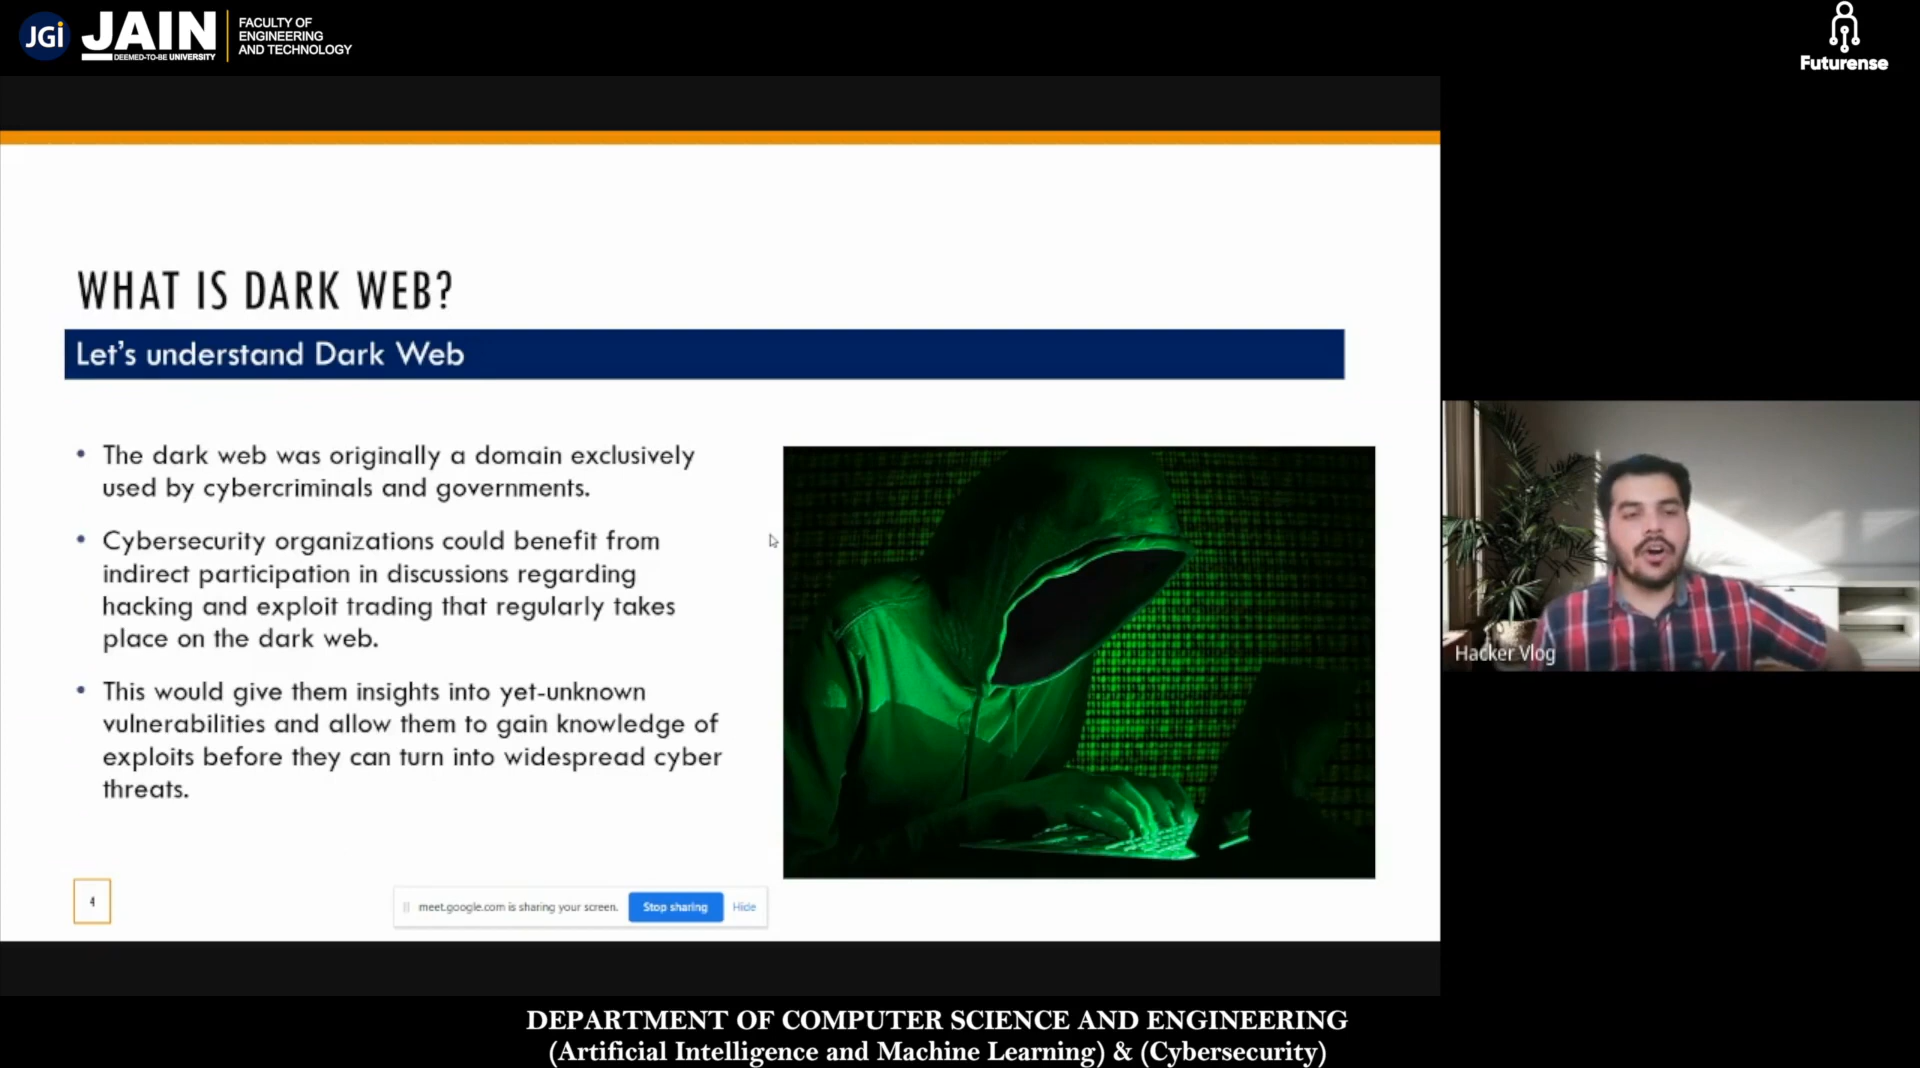 JGi JAIN
DEEMED-TO-BE UNIVERSITY
FACULTY OF
ENGINEERING
AND TECHNOLOGY
Futurense
WHAT IS DARK WEB?
Let's understand Dark Web
• The dark web was originally a domain exclusively
used by cybercriminals and governments.
• Cybersecurity organizations could benefit from
indirect participation in discussions regarding
hacking and exploit trading that regularly takes
place on the dark web.
• This would give them insights into yet-unknown
vulnerabilities and allow them to gain knowledge of
exploits before they can turn into widespread cyber
threats.
4
meet.google.com is sharing your screen. Stop sharing Hide
Hacker Vlog
DEPARTMENT OF COMPUTER SCIENCE AND ENGINEERING
(Artificial Intelligence and Machine Learning) & (Cybersecurity)